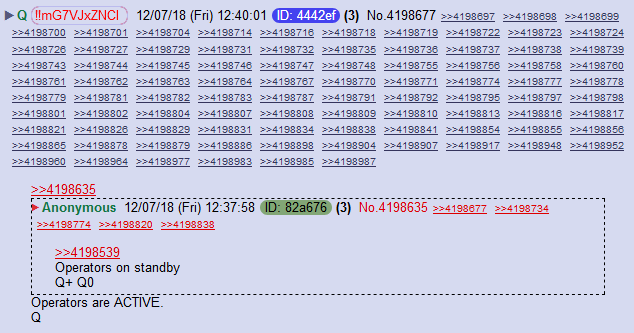 Q !!mG7VJxZNCI 12/07/18 (Fri) 12:40:01 ID: 4442ef (3) No.4198677 >>4198697 >>4198698 >>4198699
>>4198700 >>4198701 >>4198704 >>4198714 >>4198716 >>4198718 >>4198719 >>4198722 >>4198723 >>4198724
>>4198726 >>4198727 >>4198729 >>4198731 >>4198732 >>4198735 >>4198736 >>4198737 >>4198738 >>4198739
>>4198743 >>4198744 >>4198745 >>4198746 >>4198747 >>4198748 >>4198755 >>4198756 >>4198758 >>4198760
>>4198761 >>4198762 >>4198763 >>4198764 >>4198767 >>4198770 >>4198771 >>4198774 >>4198777 >>4198778
>>4198779 >>4198781 >>4198782 >>4198783 >>4198787 >>4198791 >>4198792 >>4198795 >>4198797 >>4198798
>>4198801 >>4198802 >>4198804 >>4198807 >>4198808 >>4198809 >>4198810 >>4198813 >>4198816 >>4198817
>>4198821 >>4198826 >>4198829 >>4198831 >>4198834 >>4198838 >>4198841 >>4198854 >>4198855 >>4198856
>>4198865 >>4198878 >>4198879 >>4198886 >>4198898 >>4198904 >>4198907 >>4198917 >>4198948 >>4198952
>>4198960 >>4198964 >>4198977 >>4198983 >>4198985 >>4198987
>>4198635
Anonymous 12/07/18 (Fri) 12:37:58 ID: 82a676 (3) No.4198635 >>4198677 >>4198734
>>4198774 >>4198820 >>4198838
>>4198539
Operators on standby
Q+ Q0
Operators are ACTIVE.
Q